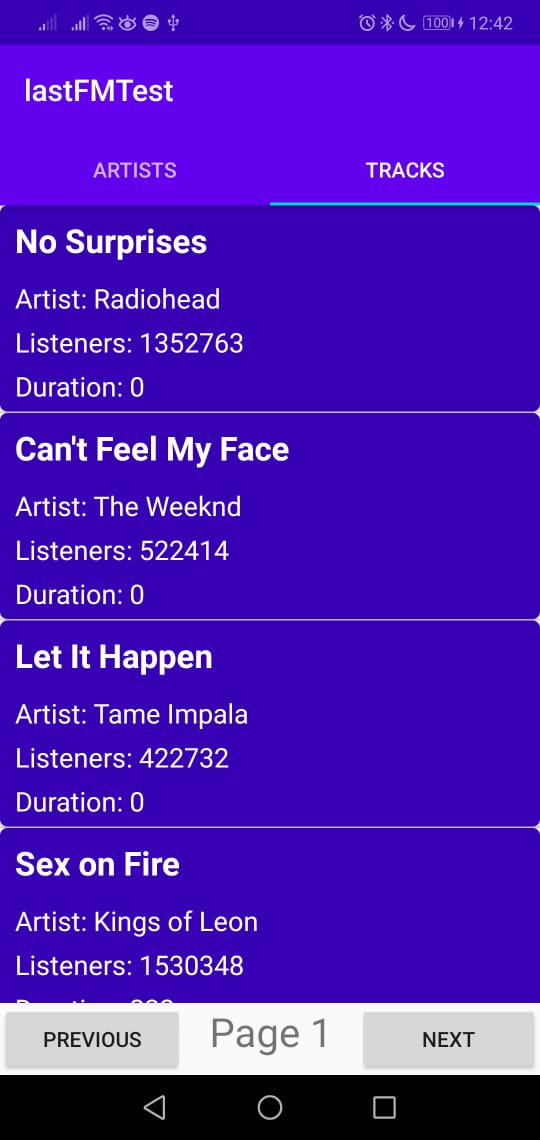 100 12:42
lastFMTest
ARTISTS TRACKS
No Surprises
Artist: Radiohead
Listeners: 1352763
Duration: 0
Can't Feel My Face
Artist: The Weeknd
Listeners: 522414
Duration: 0
Let It Happen
Artist: Tame Impala
Listeners: 422732
Duration: 0
Sex on Fire
Artist: Kings of Leon
Listeners: 1530348
PREVIOUS Page 1 NEXT